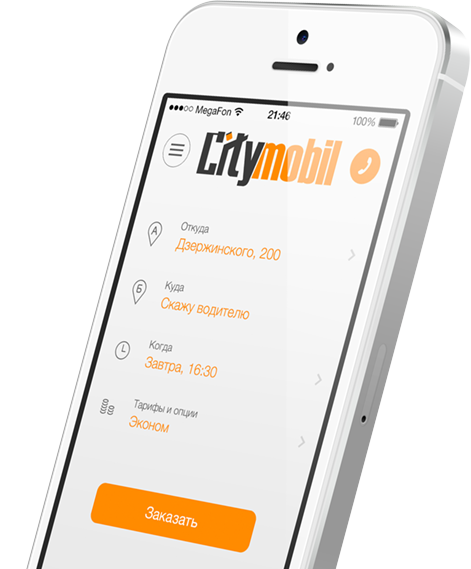 MegaFon 21:46 100%
Citymobil
А
Откуда
Дзержинского, 200
Б
Куда
Скажу водителю
Когда
Завтра, 16:30
Тарифы и опции
Эконом
Заказать